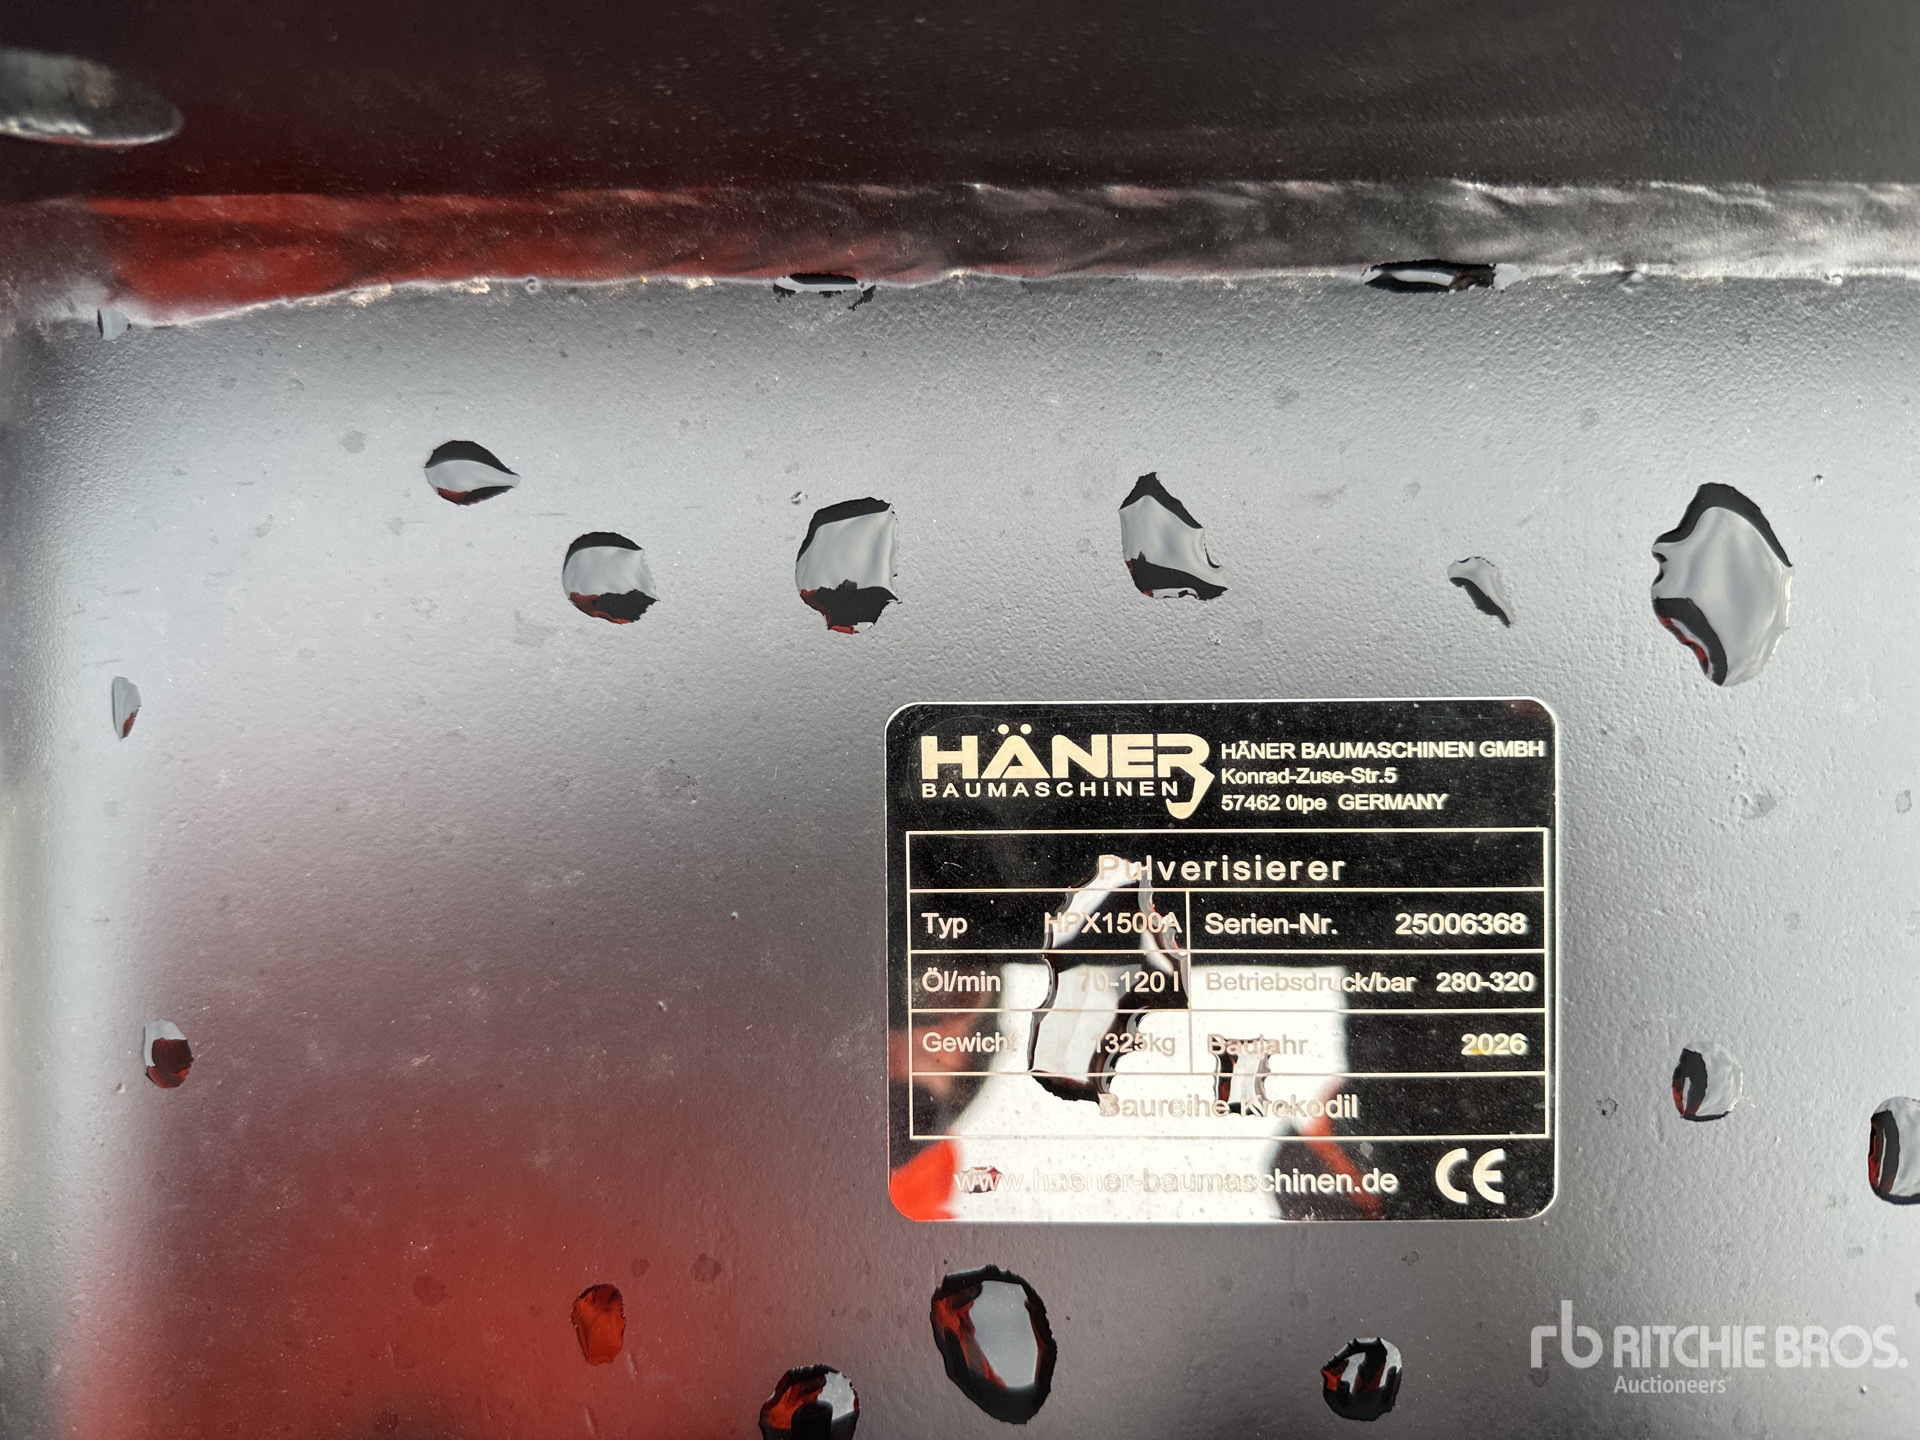 HÄNER
BAUMASCHINEN
HÄNER BAUMASCHINEN GMBH
Konrad-Zuse-Str.5
57462 Olpe GERMANY
Pulverisierer
Typ HPX1500A Serien-Nr. 25006368
Öl/min 70-120 l Betriebsdruck/bar 280-320
Gewicht 1325kg Baujahr 2026
Baureihe Krokodil
www.haener-baumaschinen.de CE
rb RITCHIE BROS.
Auctioneers